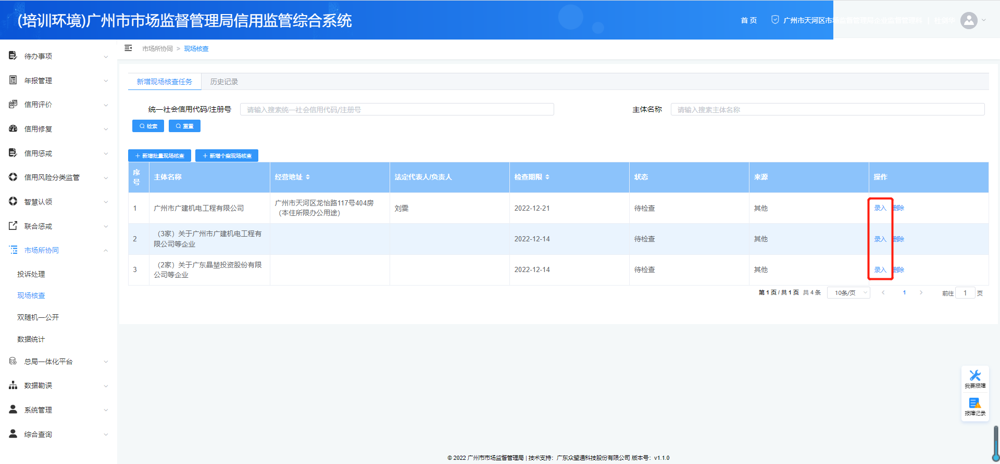 (培训环境)广州市市场监督管理局信用监管综合系统
首页
广州市天河区市场监督管理局企业监督管理科
待办事项
年报管理
信用评价
信用修复
信用惩戒
信用风险分类监管
智慧认领
联合惩戒
市场所协同
投诉处理
现场核查
双随机一公开
数据统计
总局一体化平台
数据勘误
系统管理
综合查询
市场所协同 > 现场核查
新增现场核查任务 历史记录
统一社会信用代码/注册号 请输入搜索统一社会信用代码/注册号 主体名称 请输入搜索主体名称
检索 重置
新增批量现场核查 新增个案现场核查
序号 主体名称 经营地址 法定代表人/负责人 检查期限 状态 来源 操作
1 广州市广建机电工程有限公司 广州市天河区龙怡路117号404房（本住所限办公用途） 刘雯 2022-12-21 待检查 其他 录入 删除
2 （3家）关于广州市广建机电工程有限公司等企业 2022-12-14 待检查 其他 录入 删除
3 （2家）关于广东晶堃投资股份有限公司等企业 2022-12-14 待检查 其他 录入 删除
第 1 页 / 共 1 页 共 4 条 10条/页 < 1 > 前往 1 页
我要报障
报障记录
© 2022 广州市市场监督管理局 | 技术支持：广东众望通科技股份有限公司 版本号：v1.1.0